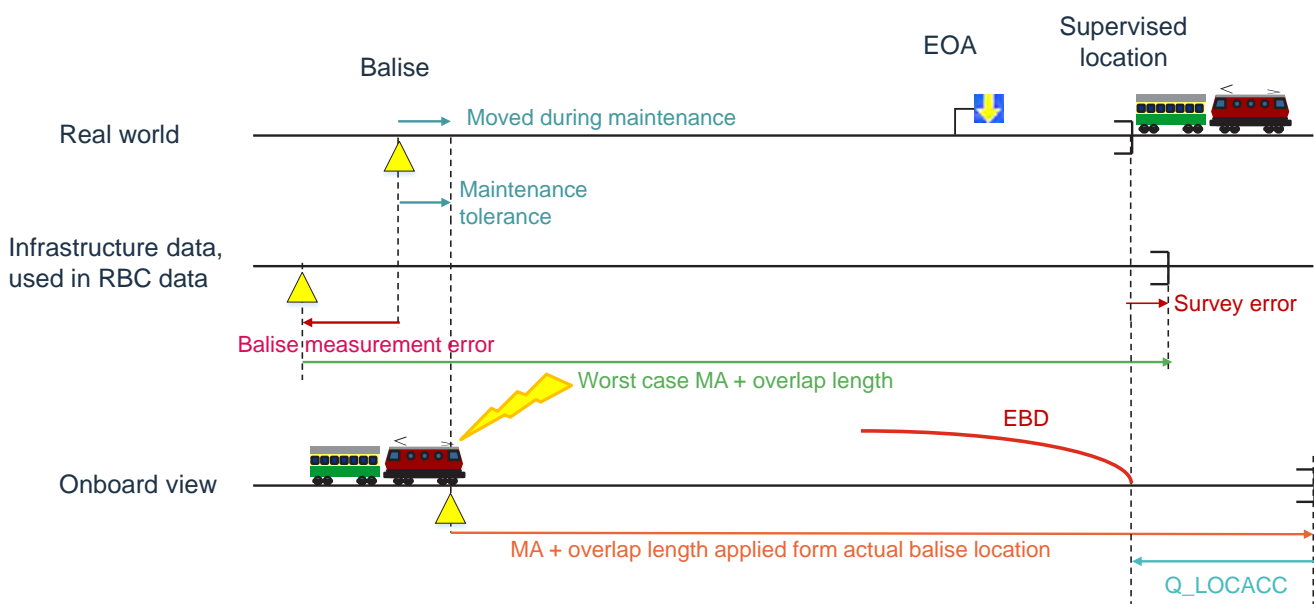 Supervised
location
EOA
Balise
Real world
Moved during maintenance
Maintenance
tolerance
Infrastructure data,
used in RBC data
Survey error
Balise measurement error
Worst case MA + overlap length
EBD
Onboard view
MA + overlap length applied form actual balise location
Q_LOCACC